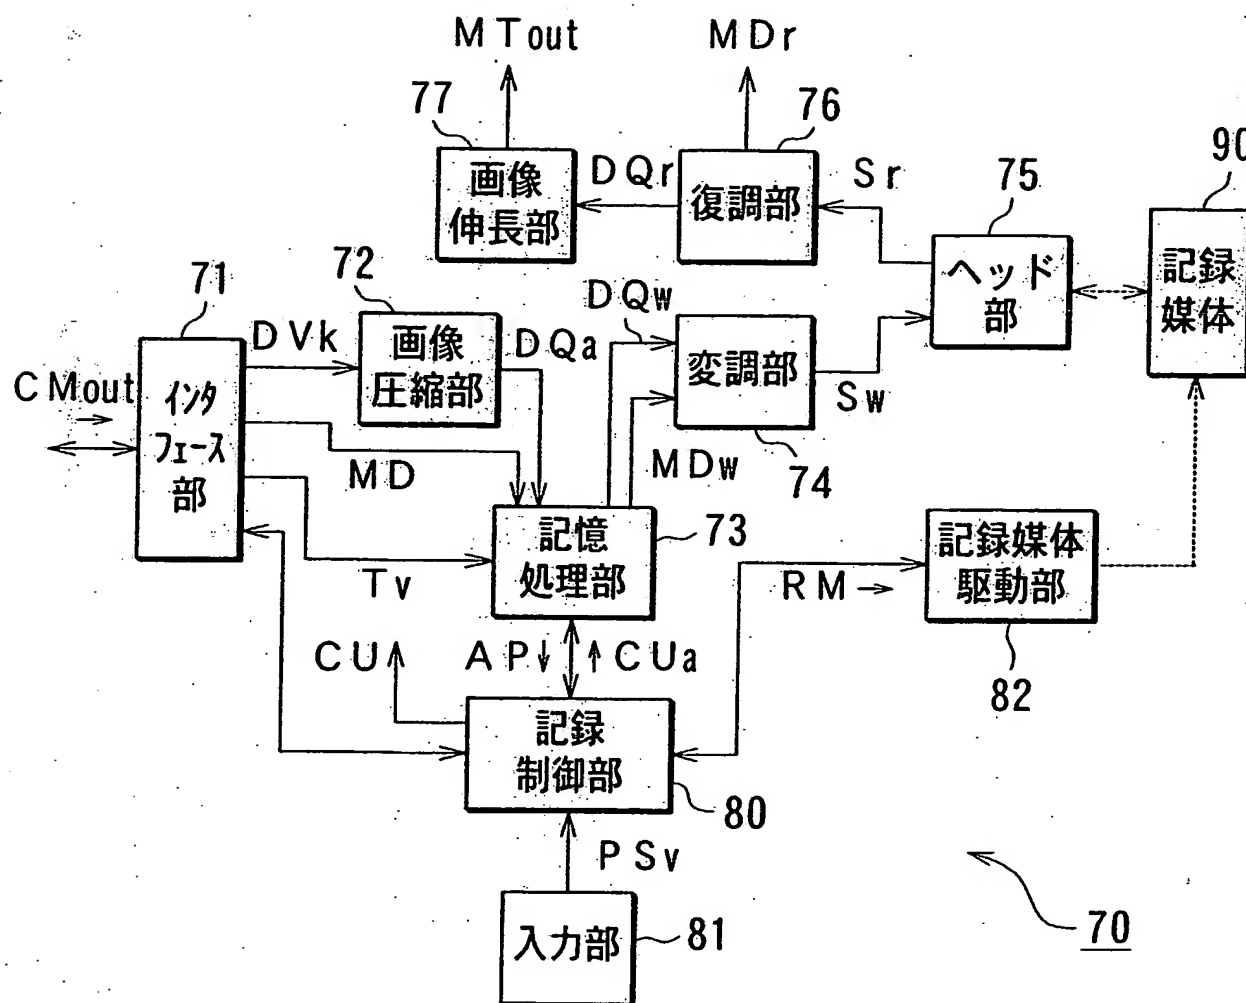 MTout
MDr
77
76
90
画像
伸長部
DQr
復調部
Sr
75
ヘッド
部
記録
媒体
71
72
DQw
DVk
画像
圧縮部
DQa
変調部
Sw
CMout
インタ
フェース
部
MD
MDw
74
記憶
処理部
73
Tv
RM
記録媒体
駆動部
CU
AP
CUa
82
記録
制御部
80
PSv
入力部
81
70